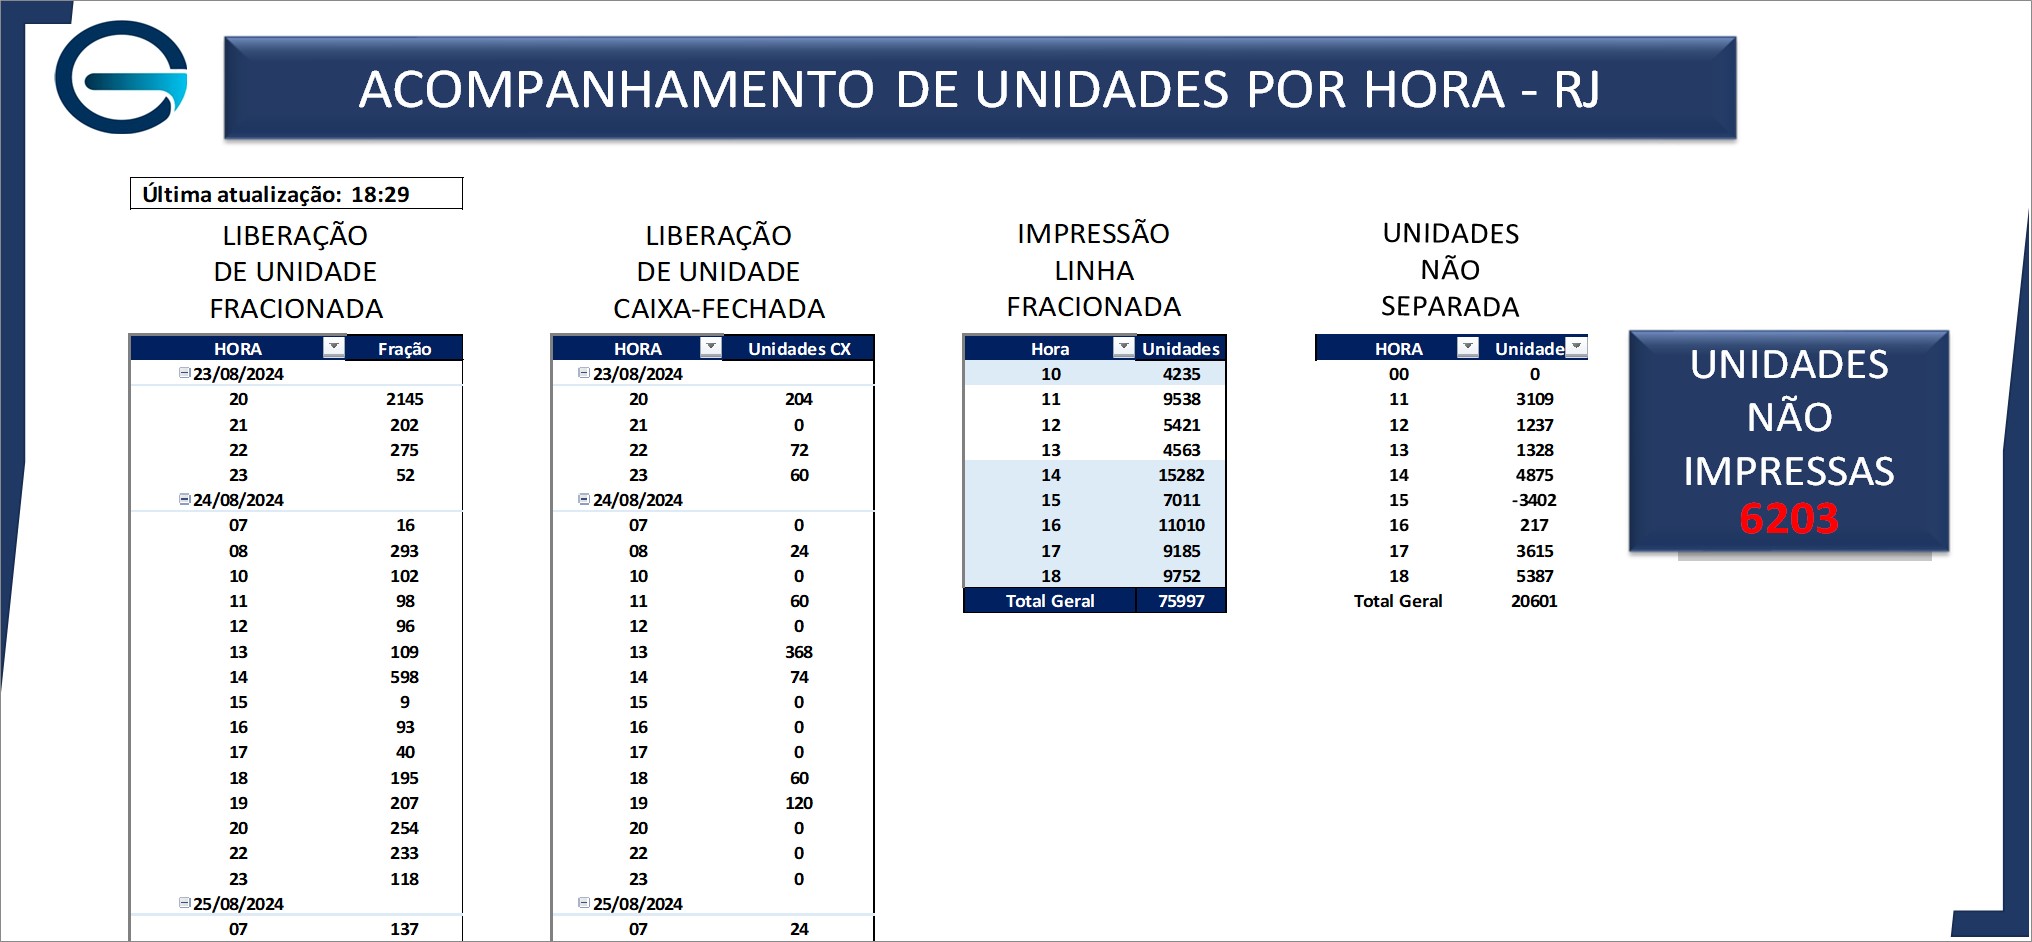 ACOMPANHAMENTO DE UNIDADES POR HORA - RJ
Última atualização: 18:29
LIBERAÇÃO
DE UNIDADE
FRACIONADA
HORA Fração
23/08/2024
20 2145
21 202
22 275
23 52
24/08/2024
07 16
08 293
10 102
11 98
12 96
13 109
14 598
15 9
16 93
17 40
18 195
19 207
20 254
22 233
23 118
25/08/2024
07 137
LIBERAÇÃO
DE UNIDADE
CAIXA-FECHADA
HORA Unidades CX
23/08/2024
20 204
21 0
22 72
23 60
24/08/2024
07 0
08 24
10 0
11 60
12 0
13 368
14 74
15 0
16 0
17 0
18 60
19 120
20 0
22 0
23 0
25/08/2024
07 24
IMPRESSÃO
LINHA
FRACIONADA
Hora Unidades
10 4235
11 9538
12 5421
13 4563
14 15282
15 7011
16 11010
17 9185
18 9752
Total Geral 75997
UNIDADES
NÃO
SEPARADA
HORA Unidade
00 0
11 3109
12 1237
13 1328
14 4875
15 -3402
16 217
17 3615
18 5387
Total Geral 20601
UNIDADES
NÃO
IMPRESSAS
6203